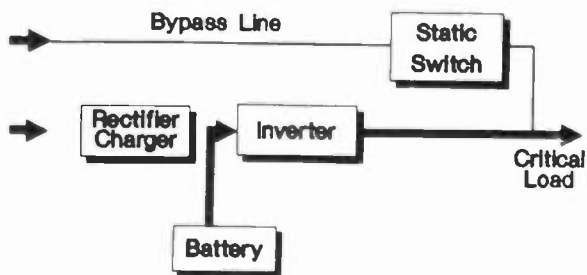 Bypass Line
Static
Switch
Rectifier
Charger
Inverter
Critical
Load
Battery